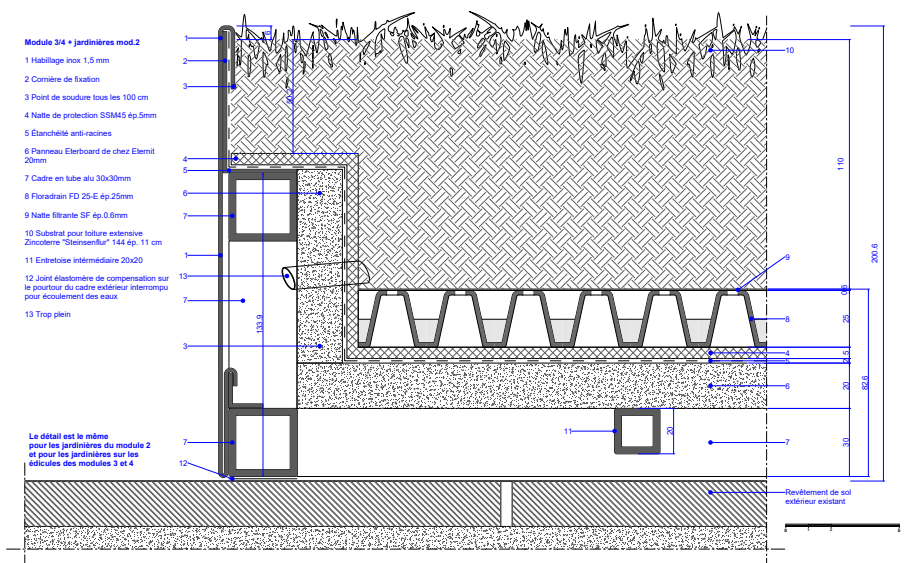 Module 3/4 + jardinières mod.2
1 Habillage inox 1,5 mm
2 Cornière de fixation
3 Point de soudure tous les 100 cm
4 Natte de protection SSM45 ép.5mm
5 Étanchéité anti-racines
6 Panneau Eterboard de chez Eternit
20mm
7 Cadre en tube alu 30x30mm
8 Floradrain FD 25-E ép.25mm
9 Natte filtrante SF ép.0.6mm
10 Substrat pour toiture extensive
Zincoterre "Steinsenflur" 144 ép. 11 cm
11 Entretoise intérmédiaire 20x20
12 Joint élastomère de compensation sur
le pourtour du cadre extérieur interrompu
pour écoulement des eaux
13 Trop plein
Le détail est le même
pour les jardinières du module 2
et pour les jardinières sur les
édicules des modules 3 et 4
1
2
3
4
5
6
7
1
13
7
3
7
12
11
6
133.9
20
10
9
8
4
6
7
110
25
5
20
30
82.6
200.6
Revêtement de sol
extérieur existant